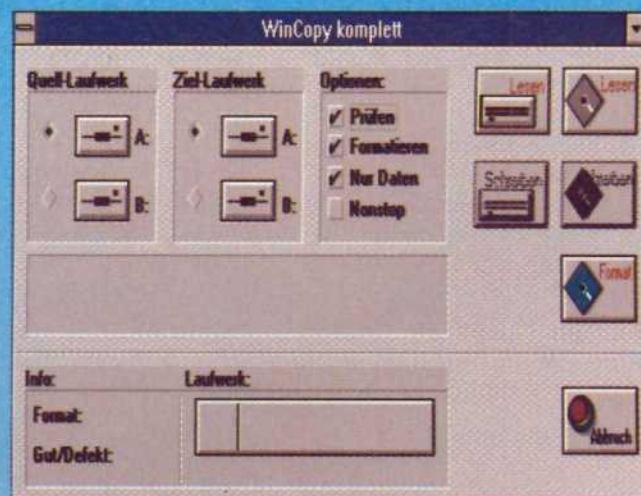 WinCopy komplett
Quell-Laufwerk
A:
B:
Ziel-Laufwerk
A:
B:
Optionen:
Prüfen
Formatieren
Nur Daten
Nonstop
Lesen
Lesen
Schreiben
Format
Info:
Laufwerk:
Format:
Gut/Defekt:
Abbruch